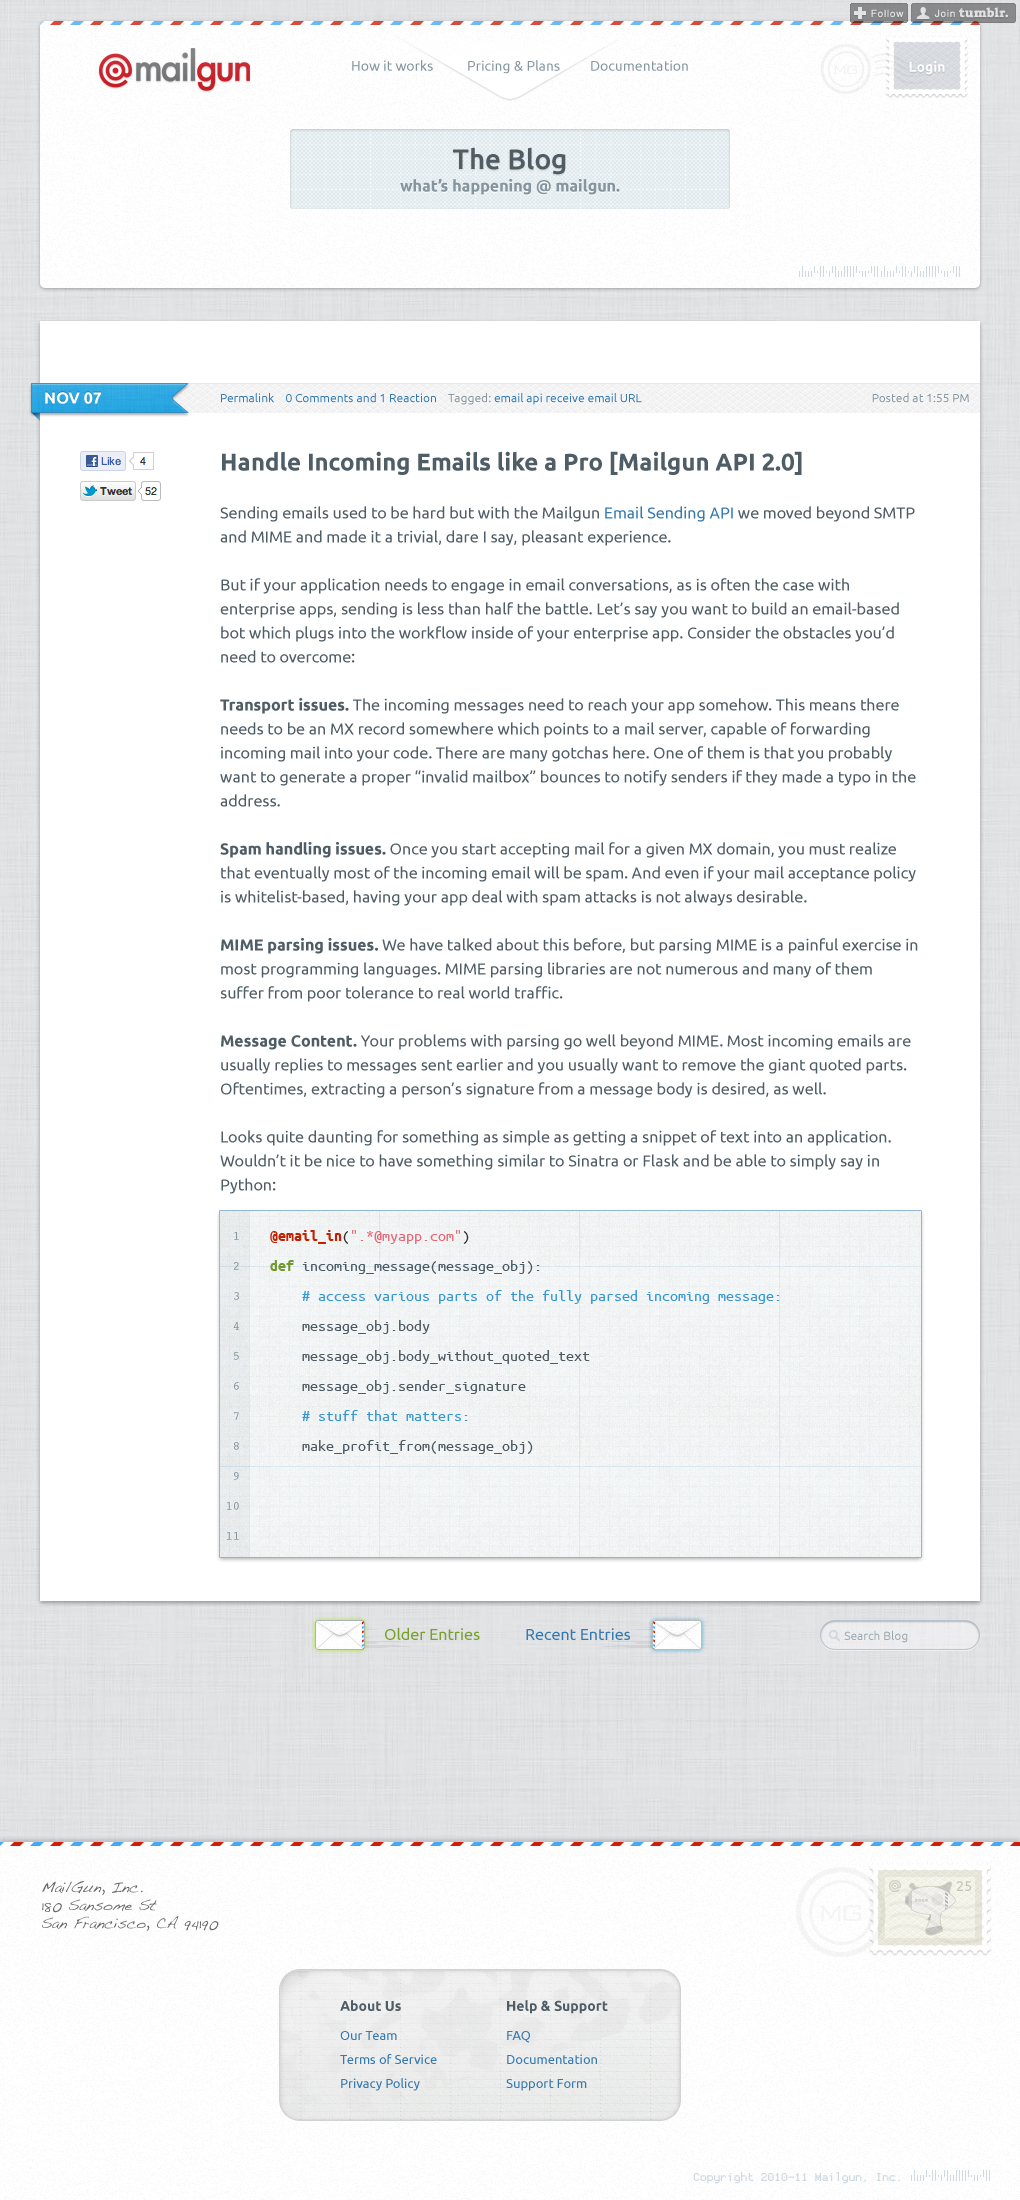 Follow Join tumblr.
@mailgun
How it works Pricing & Plans Documentation
MG
Login
The Blog
what's happening @ mailgun.
NOV 07
Permalink 0 Comments and 1 Reaction Tagged: email api receive email URL Posted at 1:55 PM
Like 4
Tweet 52
Handle Incoming Emails like a Pro [Mailgun API 2.0]
Sending emails used to be hard but with the Mailgun Email Sending API we moved beyond SMTP
and MIME and made it a trivial, dare I say, pleasant experience.
But if your application needs to engage in email conversations, as is often the case with
enterprise apps, sending is less than half the battle. Let's say you want to build an email-based
bot which plugs into the workflow inside of your enterprise app. Consider the obstacles you'd
need to overcome:
Transport issues. The incoming messages need to reach your app somehow. This means there
needs to be an MX record somewhere which points to a mail server, capable of forwarding
incoming mail into your code. There are many gotchas here. One of them is that you probably
want to generate a proper “invalid mailbox” bounces to notify senders if they made a typo in the
address.
Spam handling issues. Once you start accepting mail for a given MX domain, you must realize
that eventually most of the incoming email will be spam. And even if your mail acceptance policy
is whitelist-based, having your app deal with spam attacks is not always desirable.
MIME parsing issues. We have talked about this before, but parsing MIME is a painful exercise in
most programming languages. MIME parsing libraries are not numerous and many of them
suffer from poor tolerance to real world traffic.
Message Content. Your problems with parsing go well beyond MIME. Most incoming emails are
usually replies to messages sent earlier and you usually want to remove the giant quoted parts.
Oftentimes, extracting a person's signature from a message body is desired, as well.
Looks quite daunting for something as simple as getting a snippet of text into an application.
Wouldn't it be nice to have something similar to Sinatra or Flask and be able to simply say in
Python:
1 @email_in(".*@myapp.com")
2 def incoming_message(message_obj):
3 # access various parts of the fully parsed incoming message:
4 message_obj.body
5 message_obj.body_without_quoted_text
6 message_obj.sender_signature
7 # stuff that matters:
8 make_profit_from(message_obj)
9
10
11
Older Entries Recent Entries Search Blog
MailGun, Inc.
180 Sansome St
San Francisco, CA 94190
MG
@ 25
About Us Help & Support
Our Team FAQ
Terms of Service Documentation
Privacy Policy Support Form
Copyright 2010-11 Mailgun, Inc.